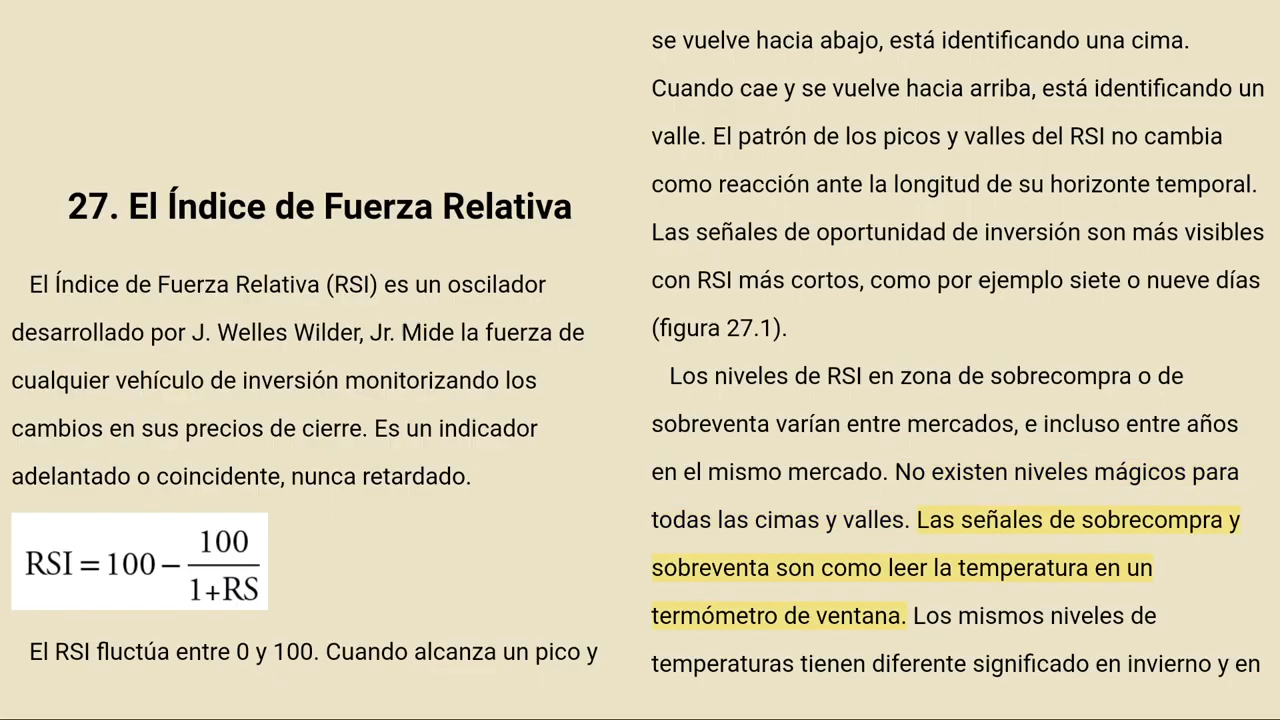 27. El Índice de Fuerza Relativa
El Índice de Fuerza Relativa (RSI) es un oscilador
desarrollado por J. Welles Wilder, Jr. Mide la fuerza de
cualquier vehículo de inversión monitorizando los
cambios en sus precios de cierre. Es un indicador
adelantado o coincidente, nunca retardado.
RSI = 100 − 100 / 1+RS
El RSI fluctúa entre 0 y 100. Cuando alcanza un pico y
se vuelve hacia abajo, está identificando una cima.
Cuando cae y se vuelve hacia arriba, está identificando un
valle. El patrón de los picos y valles del RSI no cambia
como reacción ante la longitud de su horizonte temporal.
Las señales de oportunidad de inversión son más visibles
con RSI más cortos, como por ejemplo siete o nueve días
(figura 27.1).
Los niveles de RSI en zona de sobrecompra o de
sobreventa varían entre mercados, e incluso entre años
en el mismo mercado. No existen niveles mágicos para
todas las cimas y valles. Las señales de sobrecompra y
sobreventa son como leer la temperatura en un
termómetro de ventana. Los mismos niveles de
temperaturas tienen diferente significado en invierno y en